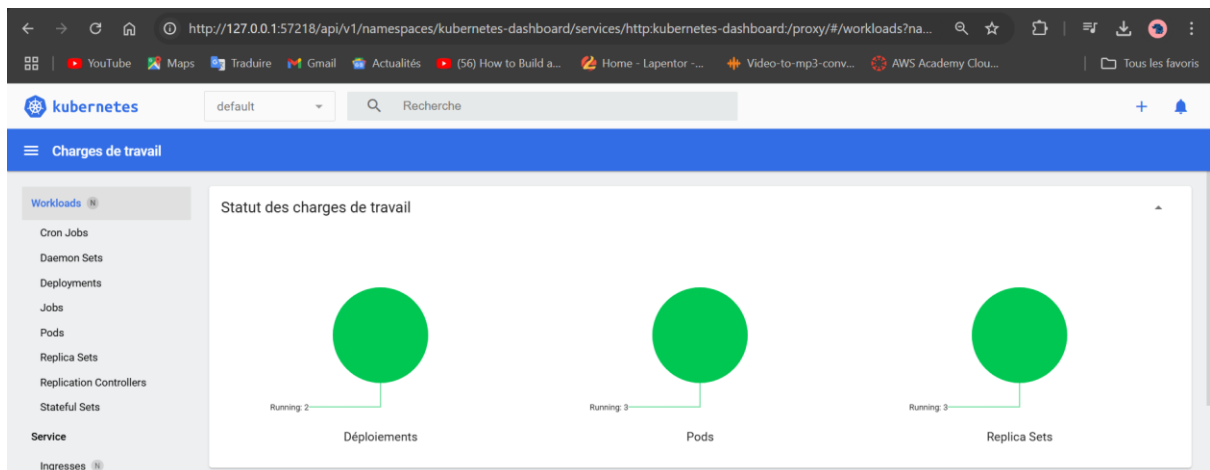 http://127.0.0.1:57218/api/v1/namespaces/kubernetes-dashboard/services/http:kubernetes-dashboard:/proxy/#/workloads?na...
YouTube Maps Traduire Gmail Actualités (56) How to Build a... Home - Lapentor -... Video-to-mp3-conv... AWS Academy Clou... Tous les favoris
kubernetes default Recherche
Charges de travail
Workloads N
Cron Jobs
Daemon Sets
Deployments
Jobs
Pods
Replica Sets
Replication Controllers
Stateful Sets
Service
Ingresses N
Statut des charges de travail
Running: 2 Running: 3 Running: 3
Déploiements Pods Replica Sets